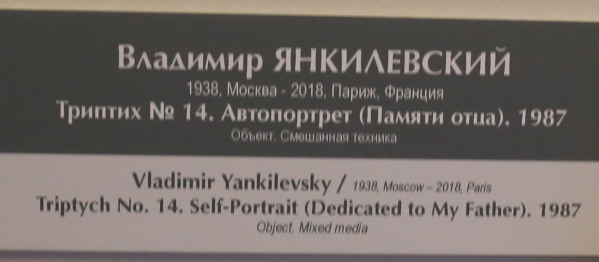 Владимир ЯНКИЛЕВСКИЙ
1938, Москва - 2018, Париж, Франция
Триптих № 14. Автопортрет (Памяти отца). 1987
Объект. Смешанная техника
Vladimir Yankilevsky / 1938, Moscow – 2018, Paris
Triptych No. 14. Self-Portrait (Dedicated to My Father). 1987
Object. Mixed media